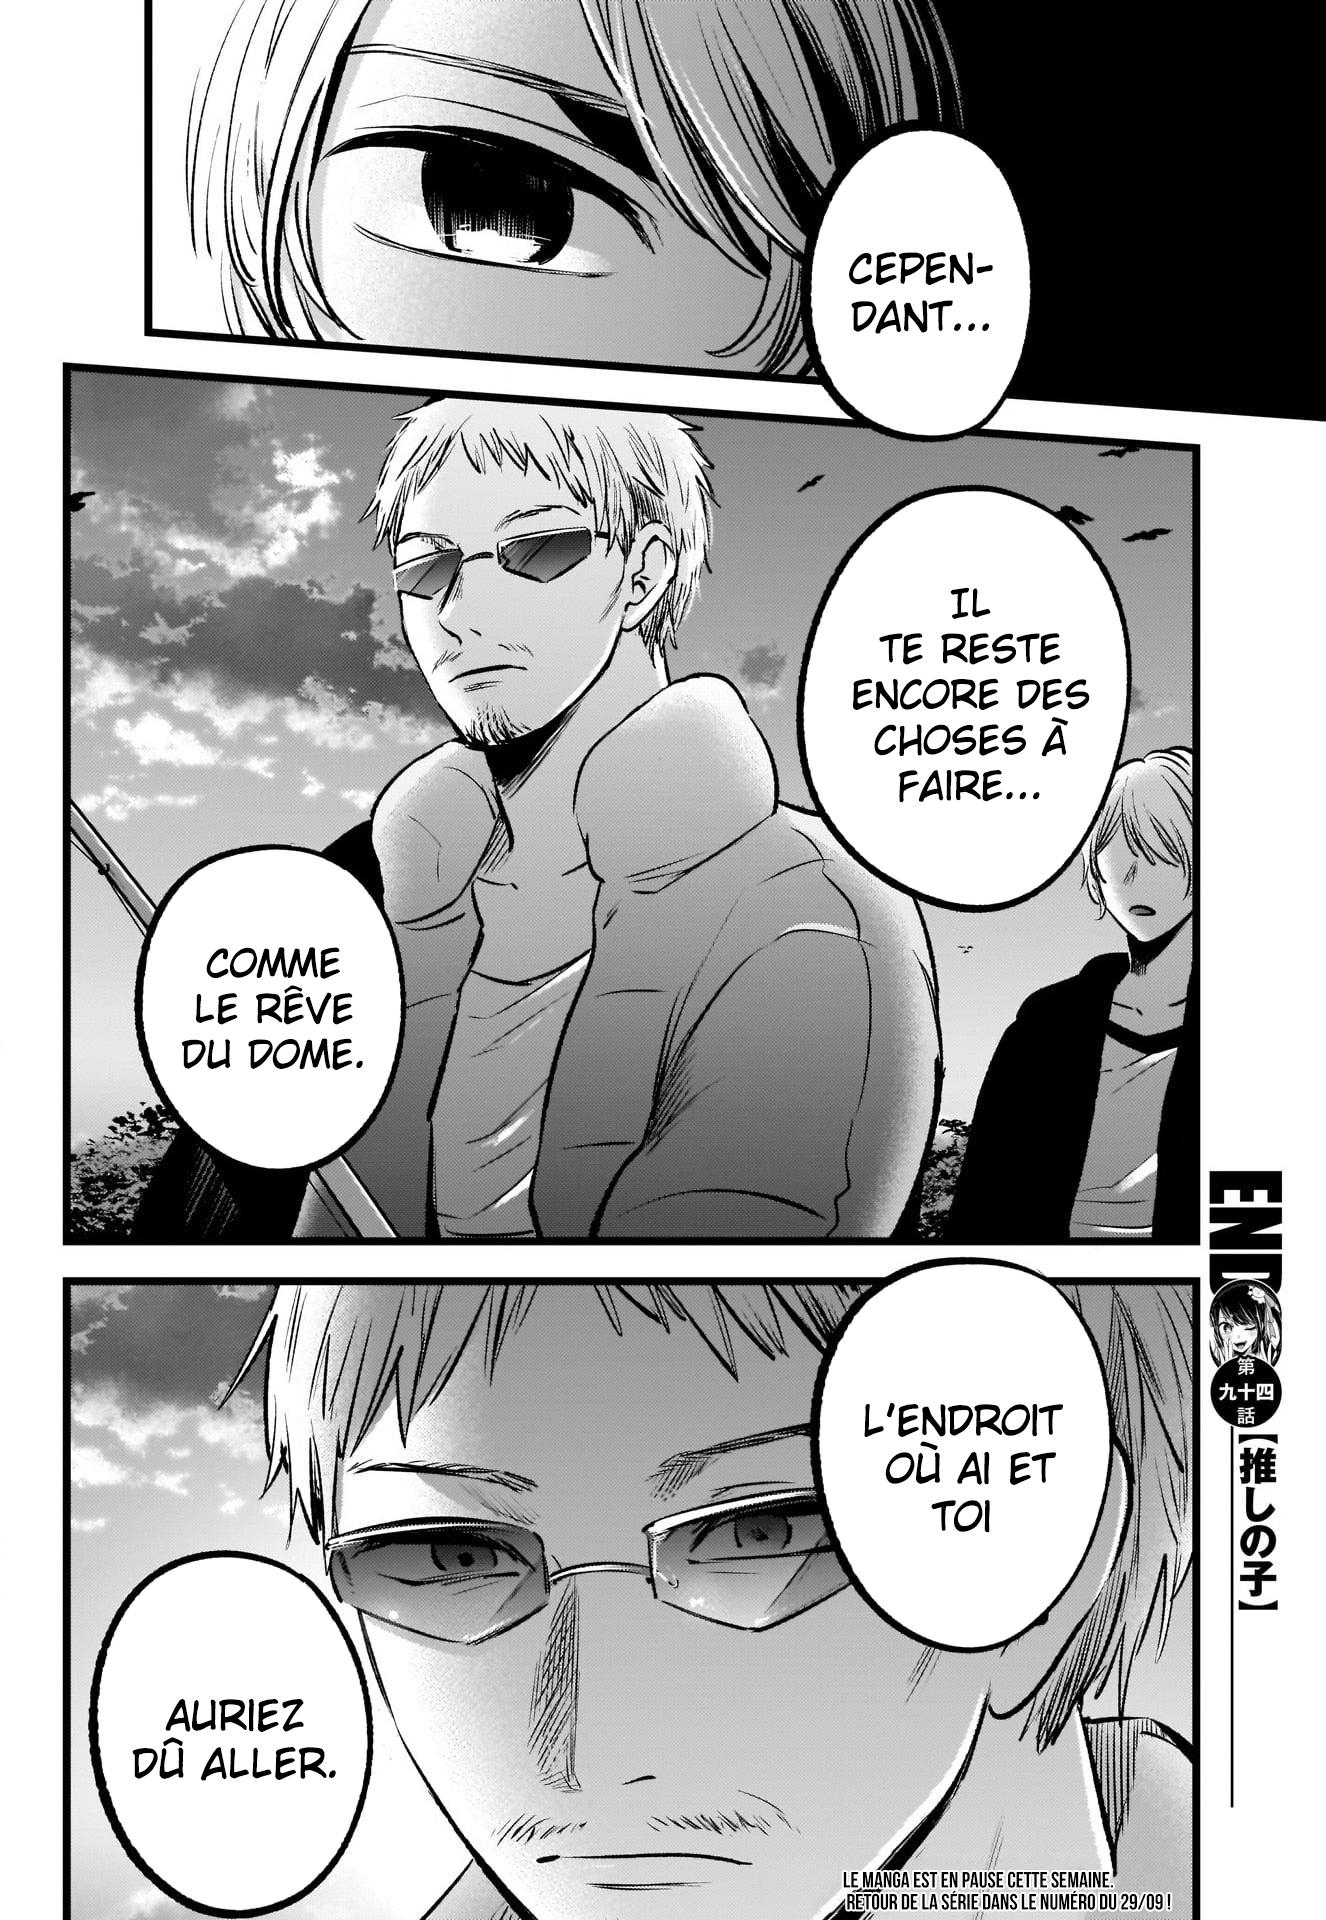 CEPEN-
DANT...
IL
TE RESTE
ENCORE DES
CHOSES À
FAIRE...
COMME
LE RÊVE
DU DOME.
L'ENDROIT
OÙ AI ET
TOI
AURIEZ
DÛ ALLER.
END
第
九十四
話
【推しの子】
LE MANGA EST EN PAUSE CETTE SEMAINE.
RETOUR DE LA SÉRIE DANS LE NUMÉRO DU 29/09 !